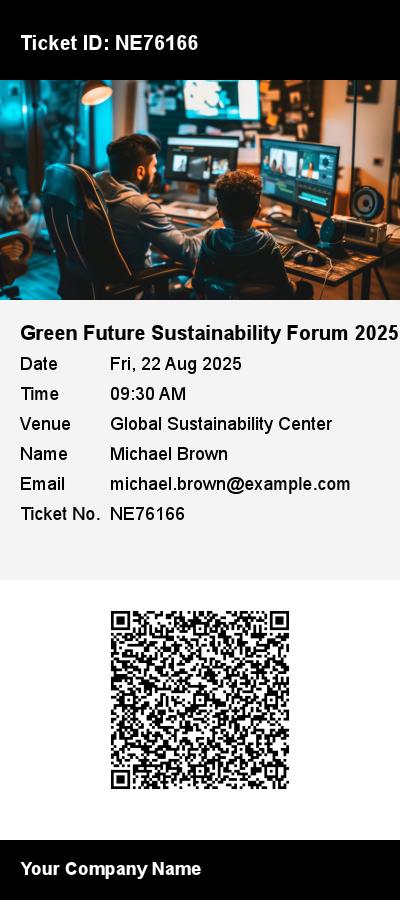 Ticket ID: NE76166
Green Future Sustainability Forum 2025
Date Fri, 22 Aug 2025
Time 09:30 AM
Venue Global Sustainability Center
Name Michael Brown
Email michael.brown@example.com
Ticket No. NE76166
Your Company Name